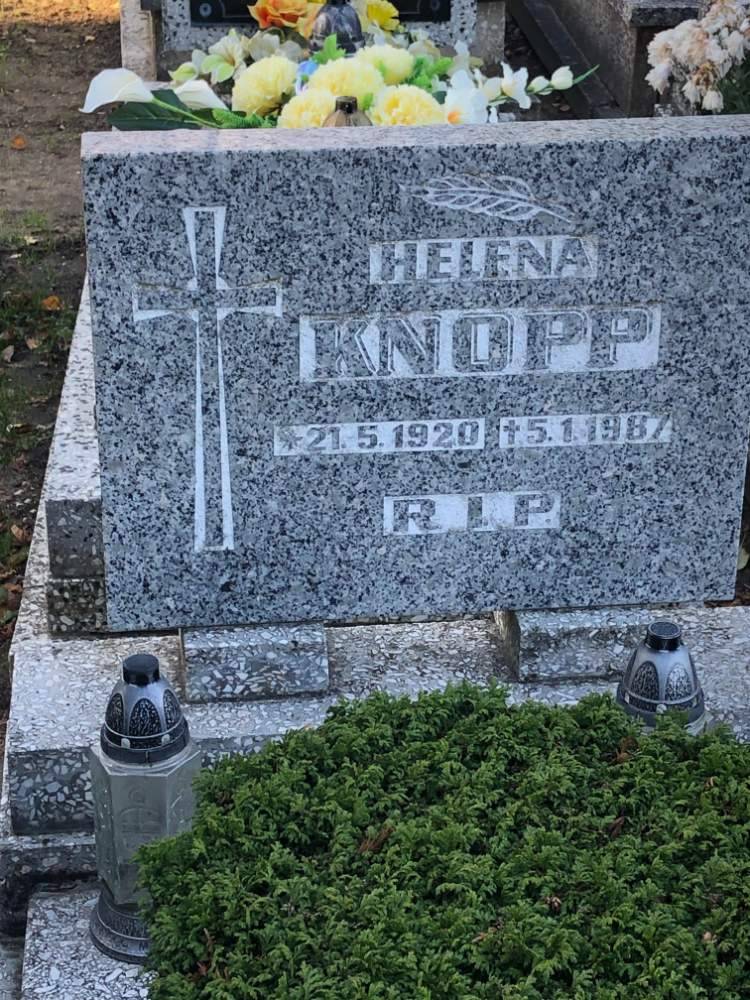 HELENA
KNOPP
*21.5.1920 †5.1.1987
R I P